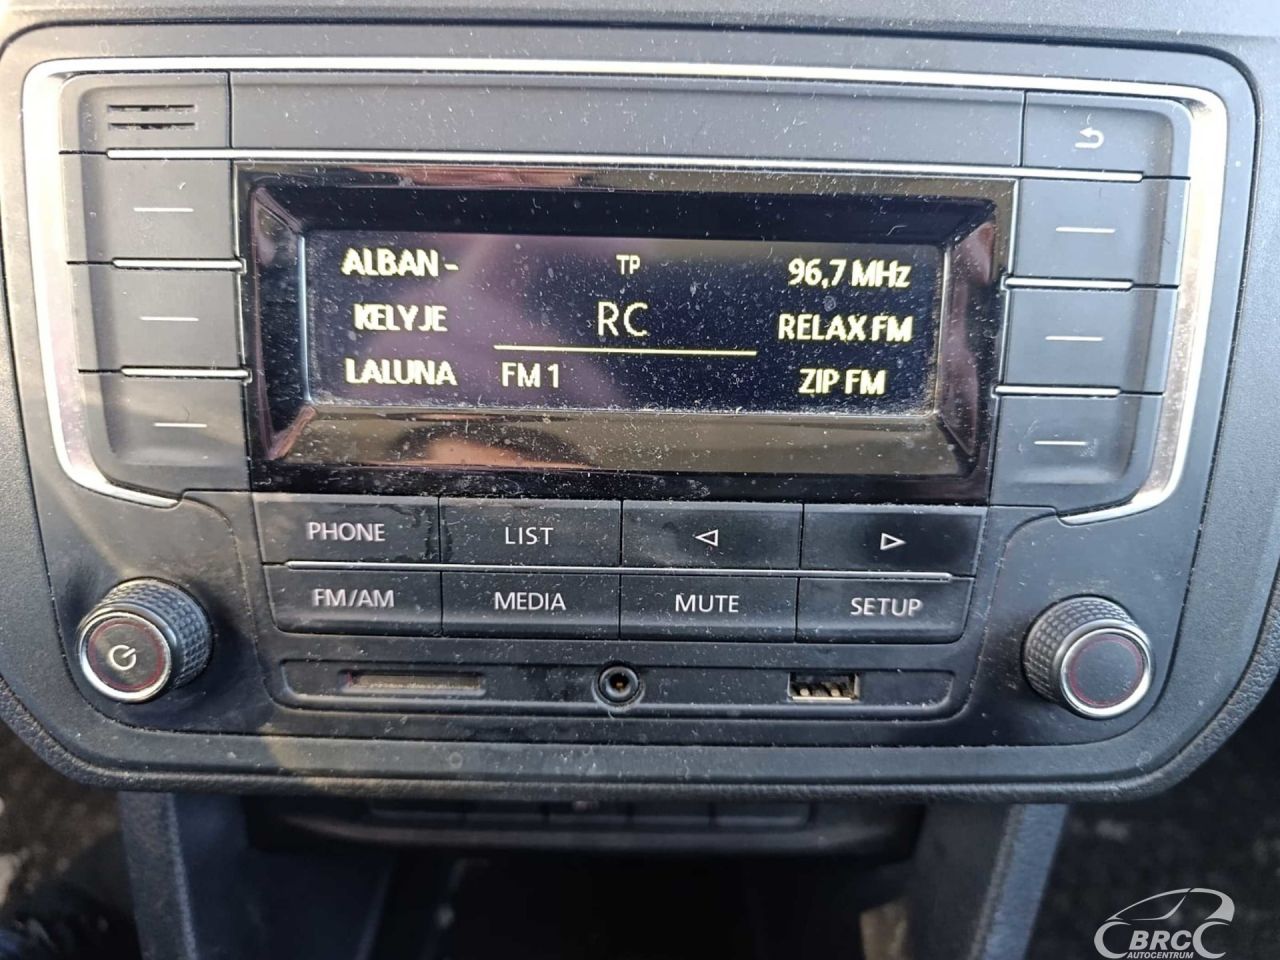 ALBAN -
TP
96,7 MHz
KELYJE
RC
RELAX FM
LALUNA
FM 1
ZIP FM
PHONE
LIST
FM/AM
MEDIA
MUTE
SETUP
BRC
AUTOCENTRUM